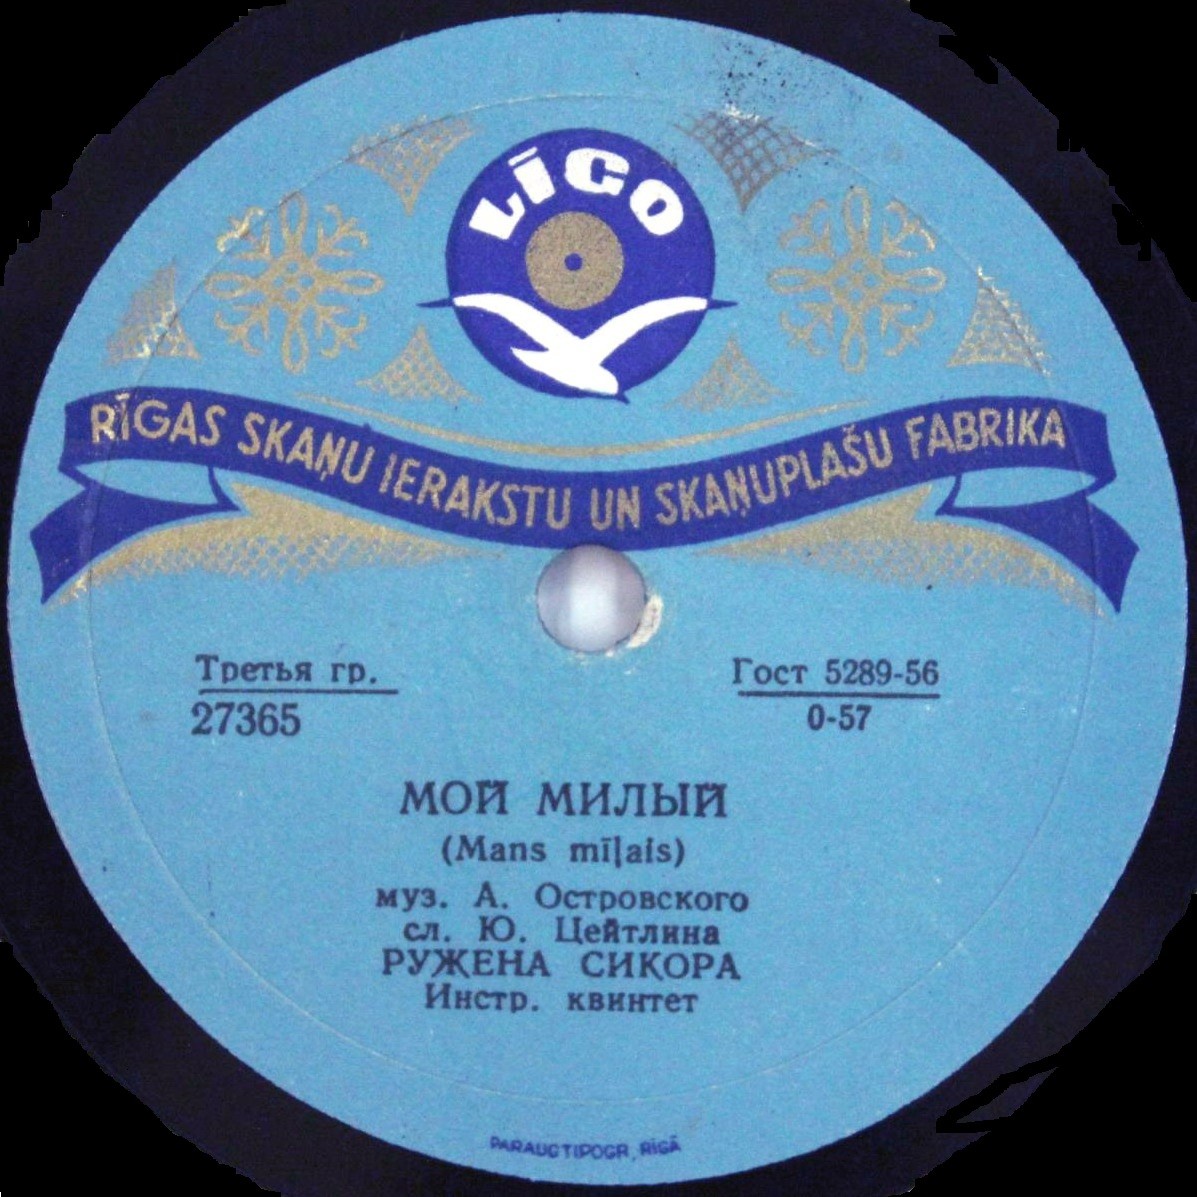 LĪGO
RĪGAS SKAŅU IERAKSTU UN SKAŅUPLAŠU FABRIKA
Третья гр.
27365
Гост 5289-56
0-57
МОЙ МИЛЫЙ
(Mans mīļais)
муз. А. Островского
сл. Ю. Цейтлина
РУЖЕНА СИКОРА
Инстр. квинтет
PARAUGTIPOGR, RĪGĀ